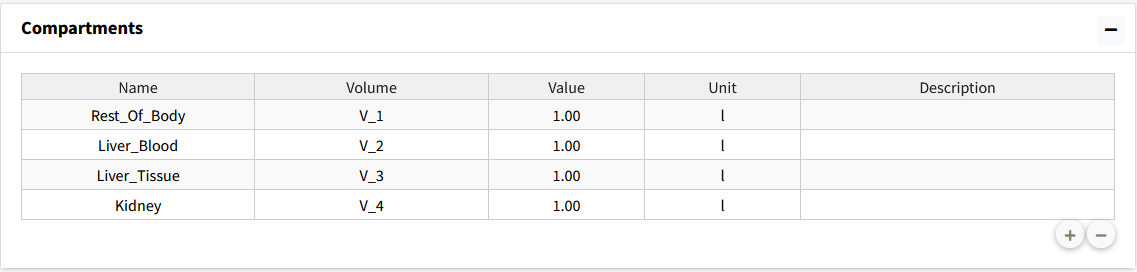 Compartments
Name Volume Value Unit Description
Rest_Of_Body V_1 1.00 l
Liver_Blood V_2 1.00 l
Liver_Tissue V_3 1.00 l
Kidney V_4 1.00 l